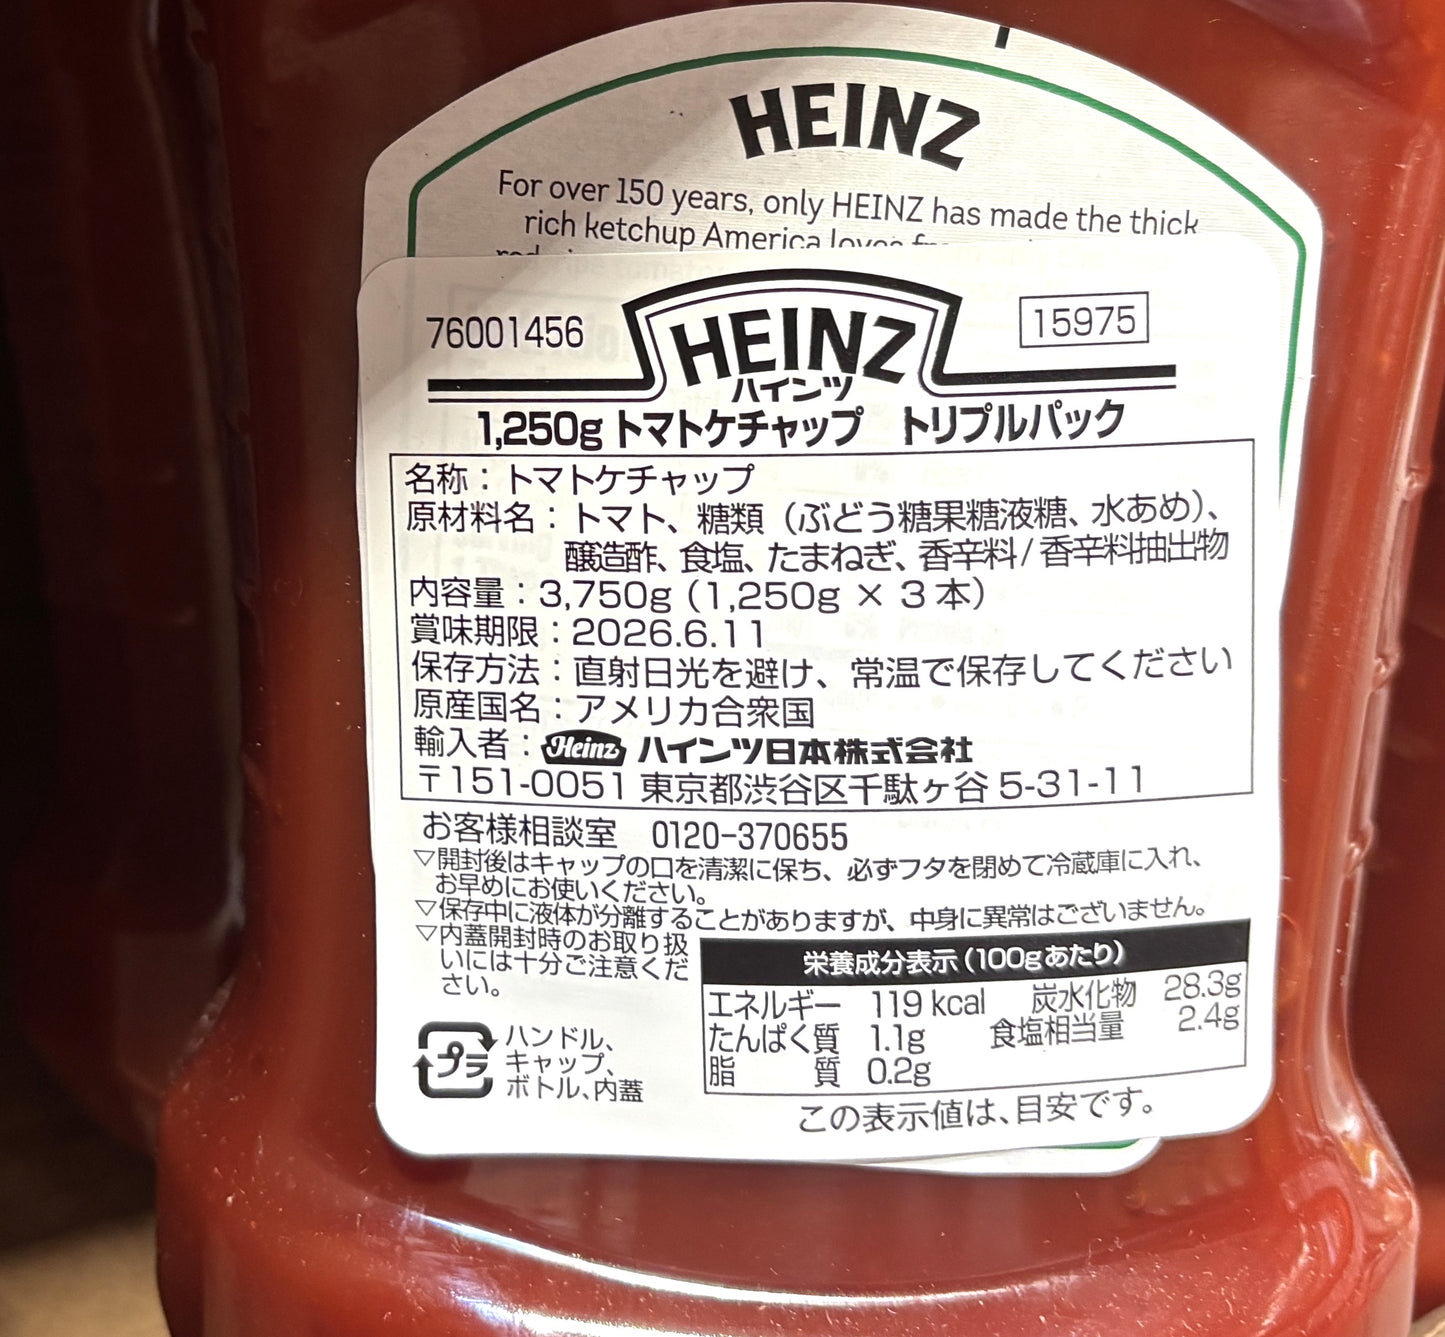 HEINZ
For over 150 years, only HEINZ has made the thick
rich ketchup America loves
76001456
HEINZ
ハインツ
15975
1,250g トマトケチャップ トリプルパック
名称：トマトケチャップ
原材料名：トマト、糖類（ぶどう糖果糖液糖、水あめ）、
醸造酢、食塩、たまねぎ、香辛料/香辛料抽出物
内容量：3,750g（1,250g × 3本）
賞味期限：2026.6.11
保存方法：直射日光を避け、常温で保存してください
原産国名：アメリカ合衆国
輸入者：Heinz ハインツ日本株式会社
〒151-0051 東京都渋谷区千駄ヶ谷 5-31-11
お客様相談室 0120-370655
▽開封後はキャップの口を清潔に保ち、必ずフタを閉めて冷蔵庫に入れ、
お早めにお使いください。
▽保存中に液体が分離することがありますが、中身に異常はございません。
▽内蓋開封時のお取り扱
いには十分ご注意くだ
さい。
プラ
ハンドル、
キャップ、
ボトル、内蓋
栄養成分表示（100gあたり）
エネルギー 119 kcal 炭水化物 28.3g
たんぱく質 1.1g 食塩相当量 2.4g
脂質 0.2g
この表示値は、目安です。